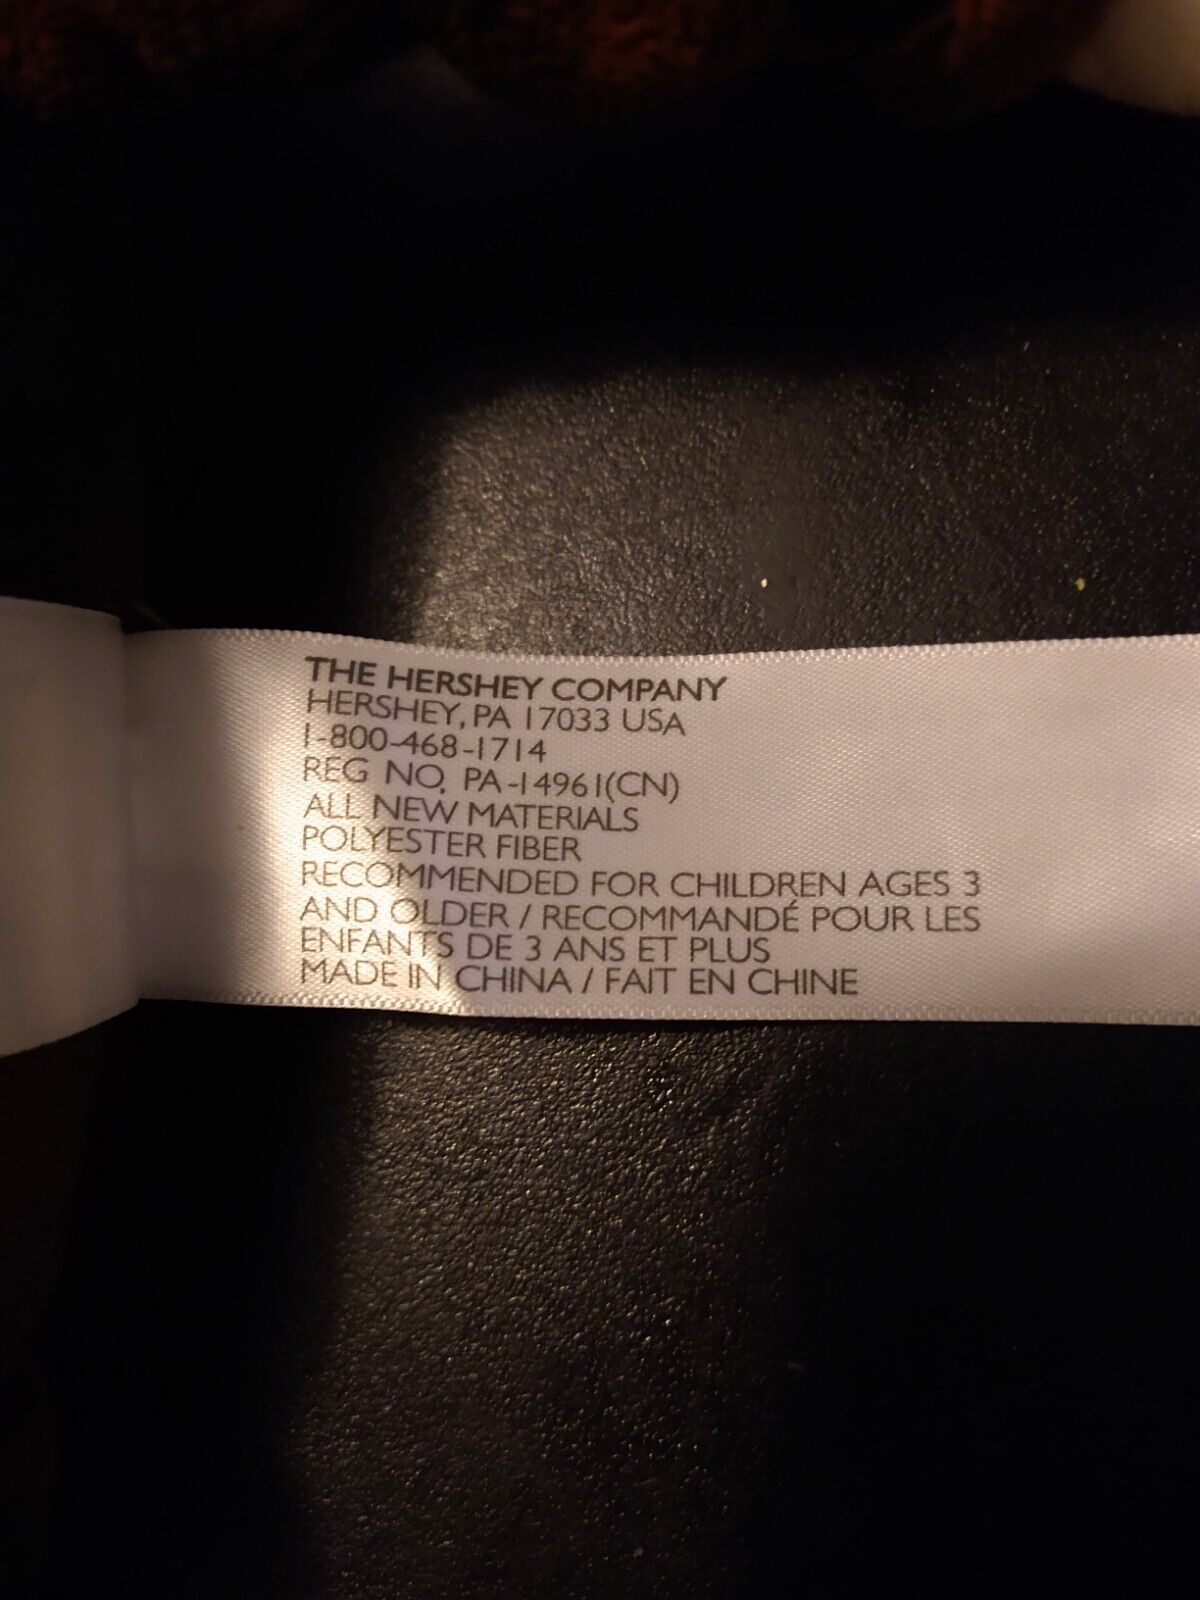 THE HERSHEY COMPANY
HERSHEY, PA 17033 USA
1-800-468-1714
REG NO. PA-14961(CN)
ALL NEW MATERIALS
POLYESTER FIBER
RECOMMENDED FOR CHILDREN AGES 3
AND OLDER / RECOMMANDÉ POUR LES
ENFANTS DE 3 ANS ET PLUS
MADE IN CHINA / FAIT EN CHINE